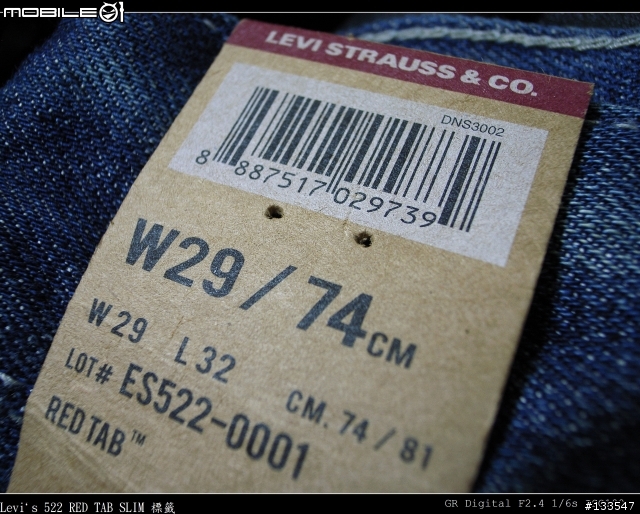 MOBILE01
LEVI STRAUSS & CO.
DNS3002
8 887517 029739
W29/74CM
W29 L32 CM. 74/81
LOT# ES522-0001
RED TAB™
Levi's 522 RED TAB SLIM 標籤
GR Digital F2.4 1/6s
#133547